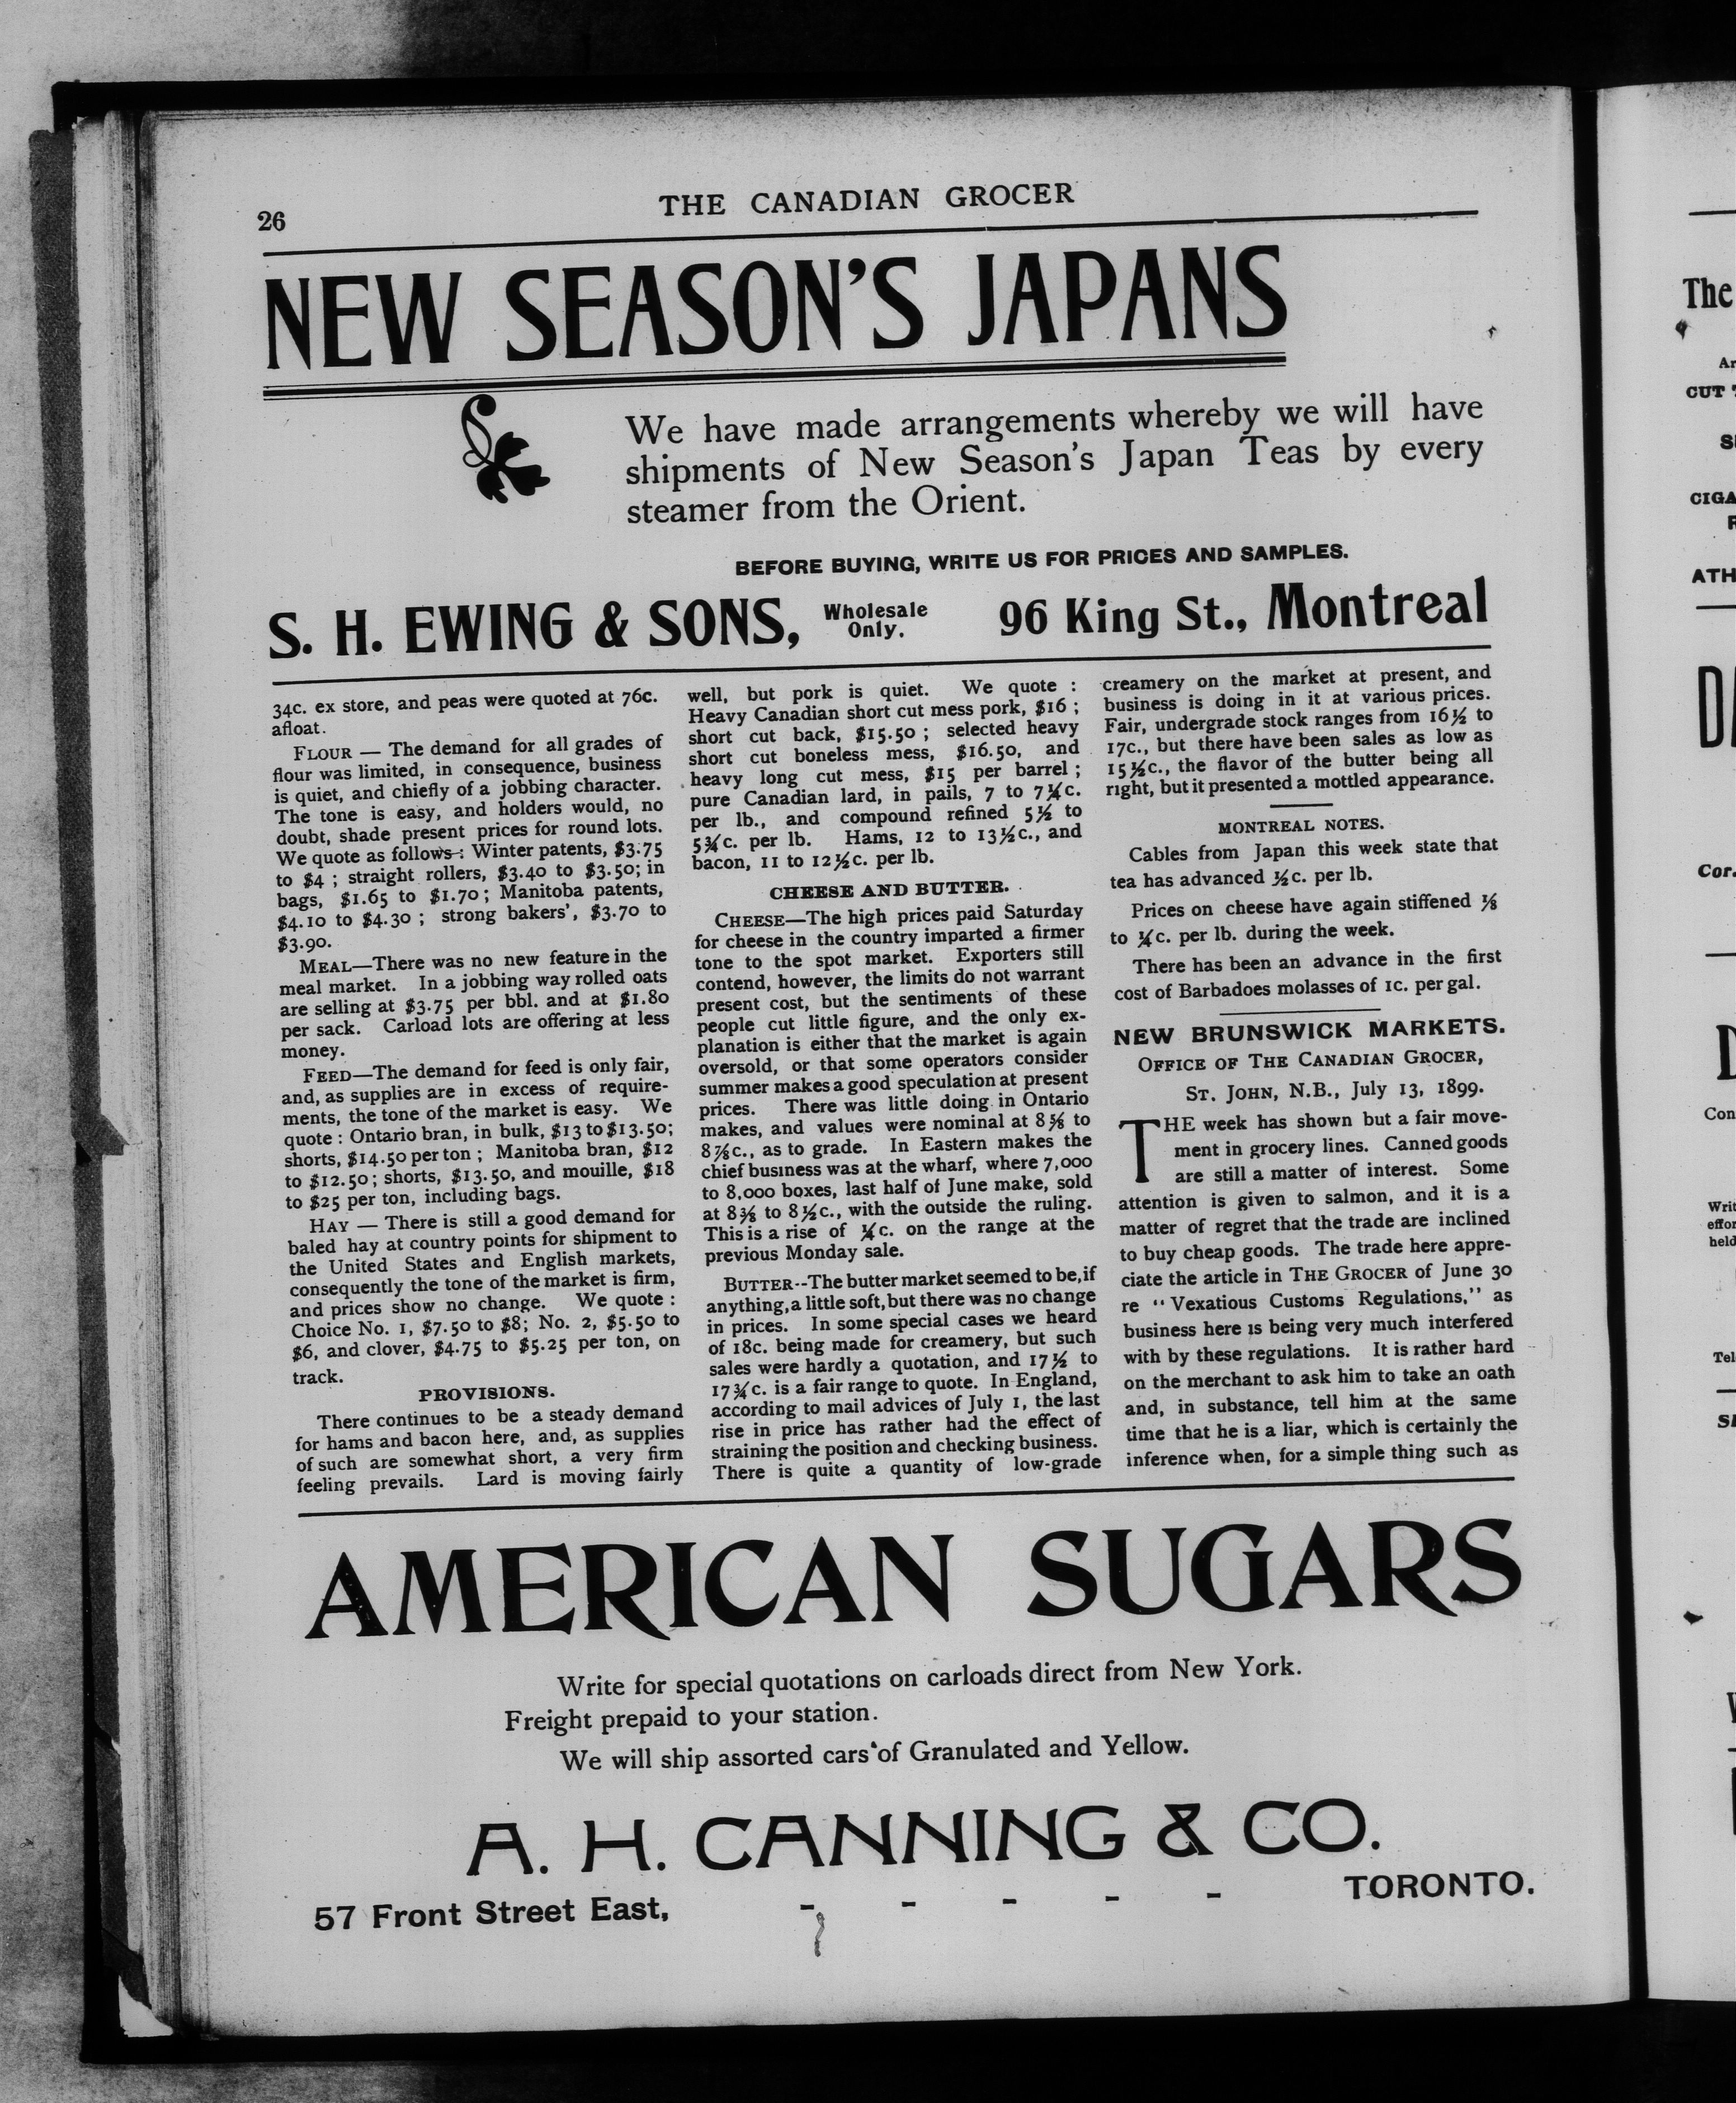 26
THE CANADIAN GROCER
NEW SEASON'S JAPANS
We have made arrangements whereby we will have
shipments of New Season's Japan Teas by every
steamer from the Orient.
BEFORE BUYING, WRITE US FOR PRICES AND SAMPLES.
S. H. EWING & SONS, Wholesale Only. 96 King St., Montreal
34c. ex store, and peas were quoted at 76c.
afloat.
FLOUR — The demand for all grades of
flour was limited, in consequence, business
is quiet, and chiefly of a jobbing character.
The tone is easy, and holders would, no
doubt, shade present prices for round lots.
We quote as follows: Winter patents, $3.75
to $4 ; straight rollers, $3.40 to $3.50; in
bags, $1.65 to $1.70; Manitoba patents,
$4.10 to $4.30 ; strong bakers', $3.70 to
$3.90.
MEAL—There was no new feature in the
meal market. In a jobbing way rolled oats
are selling at $3.75 per bbl. and at $1.80
per sack. Carload lots are offering at less
money.
FEED—The demand for feed is only fair,
and, as supplies are in excess of require-
ments, the tone of the market is easy. We
quote : Ontario bran, in bulk, $13 to $13.50;
shorts, $14.50 per ton ; Manitoba bran, $12
to $12.50; shorts, $13.50, and mouille, $18
to $25 per ton, including bags.
HAY — There is still a good demand for
baled hay at country points for shipment to
the United States and English markets,
consequently the tone of the market is firm,
and prices show no change. We quote :
Choice No. 1, $7.50 to $8; No. 2, $5.50 to
$6, and clover, $4.75 to $5.25 per ton, on
track.
PROVISIONS.
There continues to be a steady demand
for hams and bacon here, and, as supplies
of such are somewhat short, a very firm
feeling prevails. Lard is moving fairly
well, but pork is quiet. We quote :
Heavy Canadian short cut mess pork, $16 ;
short cut back, $15.50 ; selected heavy
short cut boneless mess, $16.50, and
heavy long cut mess, $15 per barrel ;
pure Canadian lard, in pails, 7 to 7¼c.
per lb., and compound refined 5½ to
5¾c. per lb. Hams, 12 to 13½c., and
bacon, 11 to 12½c. per lb.
CHEESE AND BUTTER.
CHEESE—The high prices paid Saturday
for cheese in the country imparted a firmer
tone to the spot market. Exporters still
contend, however, the limits do not warrant
present cost, but the sentiments of these
people cut little figure, and the only ex-
planation is either that the market is again
oversold, or that some operators consider
summer makes a good speculation at present
prices. There was little doing in Ontario
makes, and values were nominal at 8⅝ to
8⅞c., as to grade. In Eastern makes the
chief business was at the wharf, where 7,000
to 8,000 boxes, last half of June make, sold
at 8⅜ to 8½c., with the outside the ruling.
This is a rise of ¼c. on the range at the
previous Monday sale.
BUTTER--The butter market seemed to be, if
anything, a little soft, but there was no change
in prices. In some special cases we heard
of 18c. being made for creamery, but such
sales were hardly a quotation, and 17½ to
17¾c. is a fair range to quote. In England,
according to mail advices of July 1, the last
rise in price has rather had the effect of
straining the position and checking business.
There is quite a quantity of low-grade
creamery on the market at present, and
business is doing in it at various prices.
Fair, undergrade stock ranges from 16½ to
17c., but there have been sales as low as
15½c., the flavor of the butter being all
right, but it presented a mottled appearance.
MONTREAL NOTES.
Cables from Japan this week state that
tea has advanced ½c. per lb.
Prices on cheese have again stiffened ⅛
to ¼c. per lb. during the week.
There has been an advance in the first
cost of Barbadoes molasses of 1c. per gal.
NEW BRUNSWICK MARKETS.
OFFICE OF THE CANADIAN GROCER,
ST. JOHN, N.B., July 13, 1899.
THE week has shown but a fair move-
ment in grocery lines. Canned goods
are still a matter of interest. Some
attention is given to salmon, and it is a
matter of regret that the trade are inclined
to buy cheap goods. The trade here appre-
ciate the article in THE GROCER of June 30
re "Vexatious Customs Regulations," as
business here is being very much interfered
with by these regulations. It is rather hard
on the merchant to ask him to take an oath
and, in substance, tell him at the same
time that he is a liar, which is certainly the
inference when, for a simple thing such as
AMERICAN SUGARS
Write for special quotations on carloads direct from New York.
Freight prepaid to your station.
We will ship assorted cars of Granulated and Yellow.
A. H. CANNING & CO.
57 Front Street East, - - - - - TORONTO.
The
CUT
Cor.